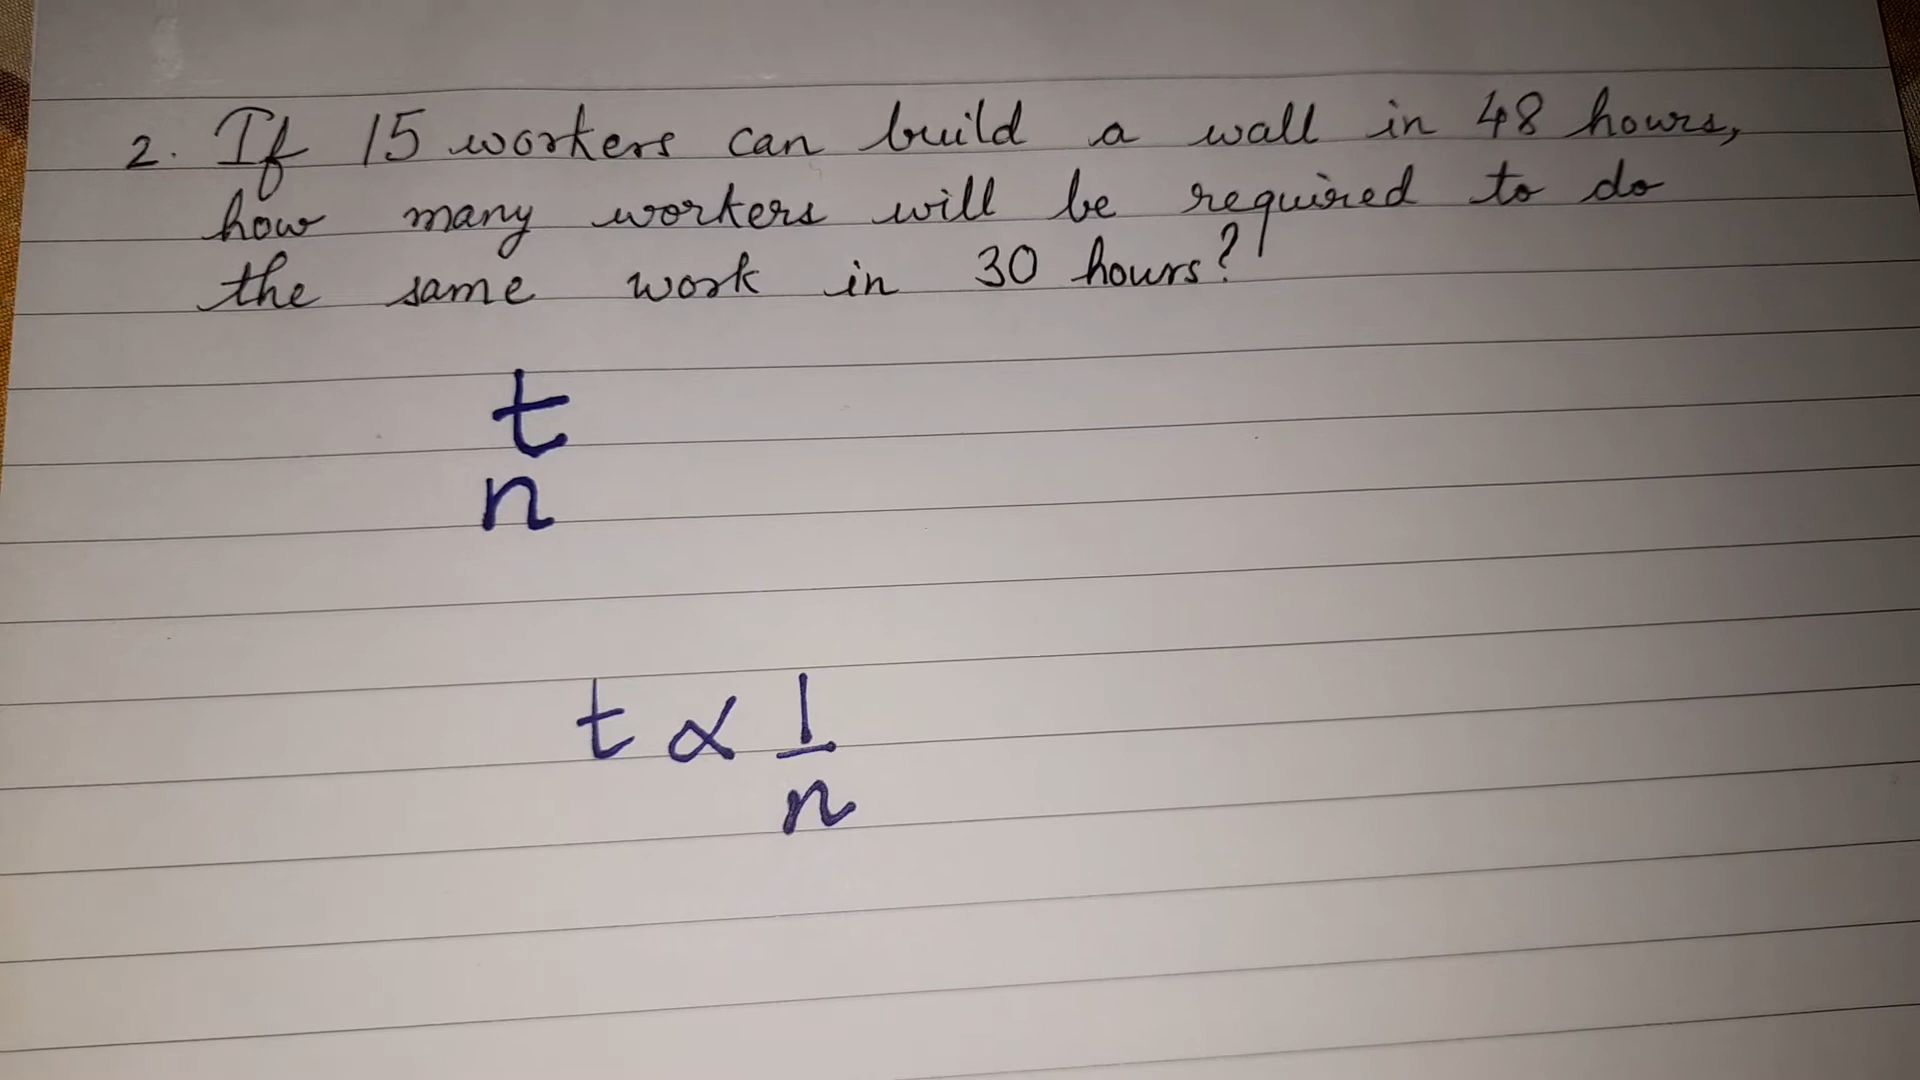 2. If 15 workers can build a wall in 48 hours,
how many workers will be required to do
the same work in 30 hours?
t
n
t ∝ 1
n